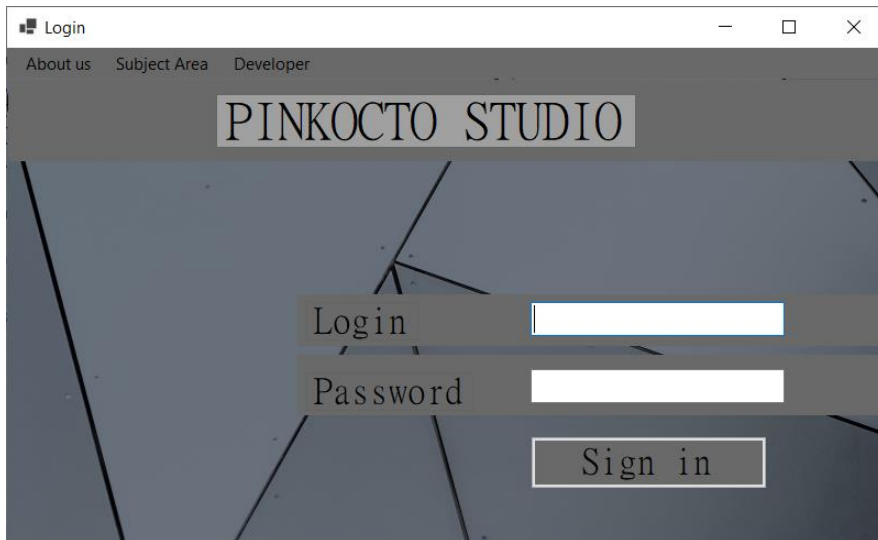 Login
About us Subject Area Developer
PINKOCTO STUDIO
Login
Password
Sign in